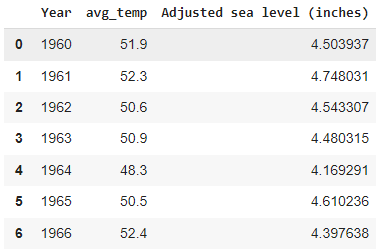 Year avg_temp Adjusted sea level (inches)
0 1960 51.9 4.503937
1 1961 52.3 4.748031
2 1962 50.6 4.543307
3 1963 50.9 4.480315
4 1964 48.3 4.169291
5 1965 50.5 4.610236
6 1966 52.4 4.397638